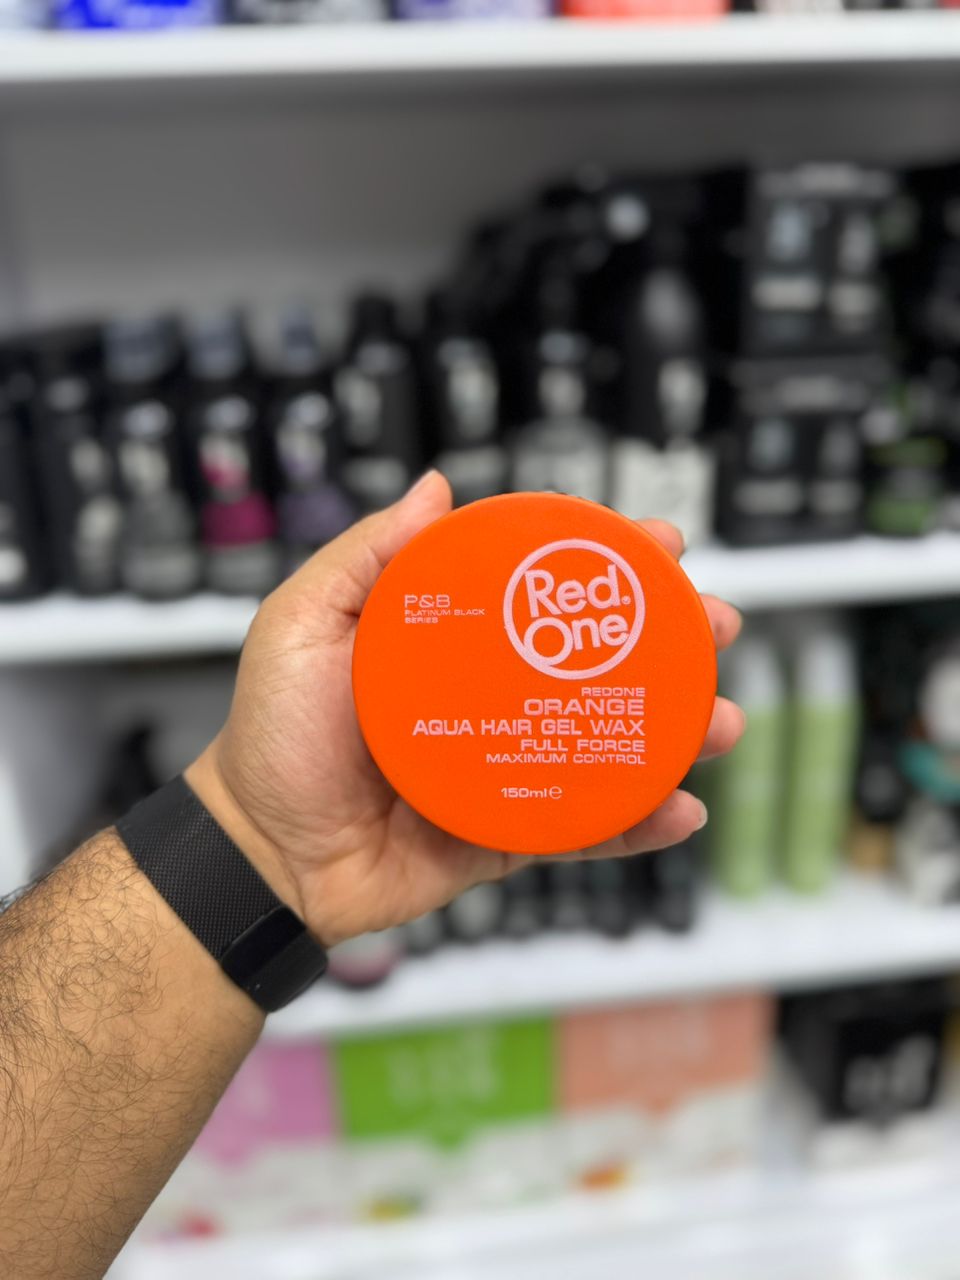 P&B
PLATINUM BLACK
SERIES
Red®
One
REDONE
ORANGE
AQUA HAIR GEL WAX
FULL FORCE
MAXIMUM CONTROL
150ml℮